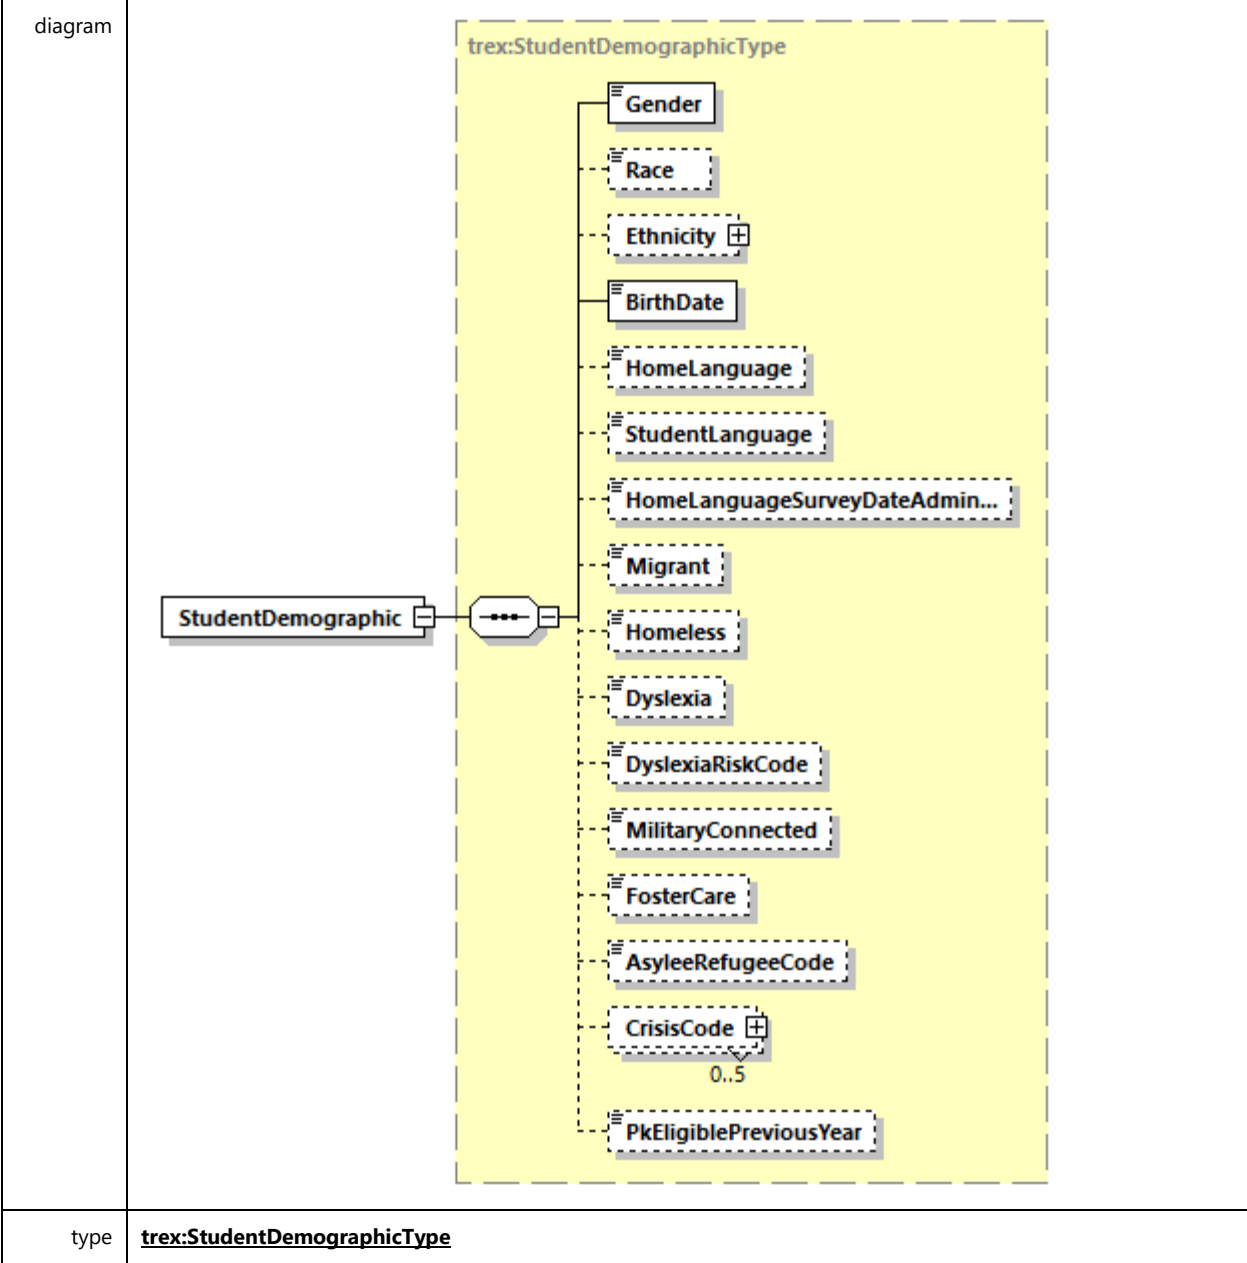 diagram
trex:StudentDemographicType
Gender
Race
Ethnicity
BirthDate
HomeLanguage
StudentLanguage
HomeLanguageSurveyDateAdmin...
Migrant
StudentDemographic
Homeless
Dyslexia
DyslexiaRiskCode
MilitaryConnected
FosterCare
AsyleeRefugeeCode
CrisisCode
0..5
PkEligiblePreviousYear
type
trex:StudentDemographicType